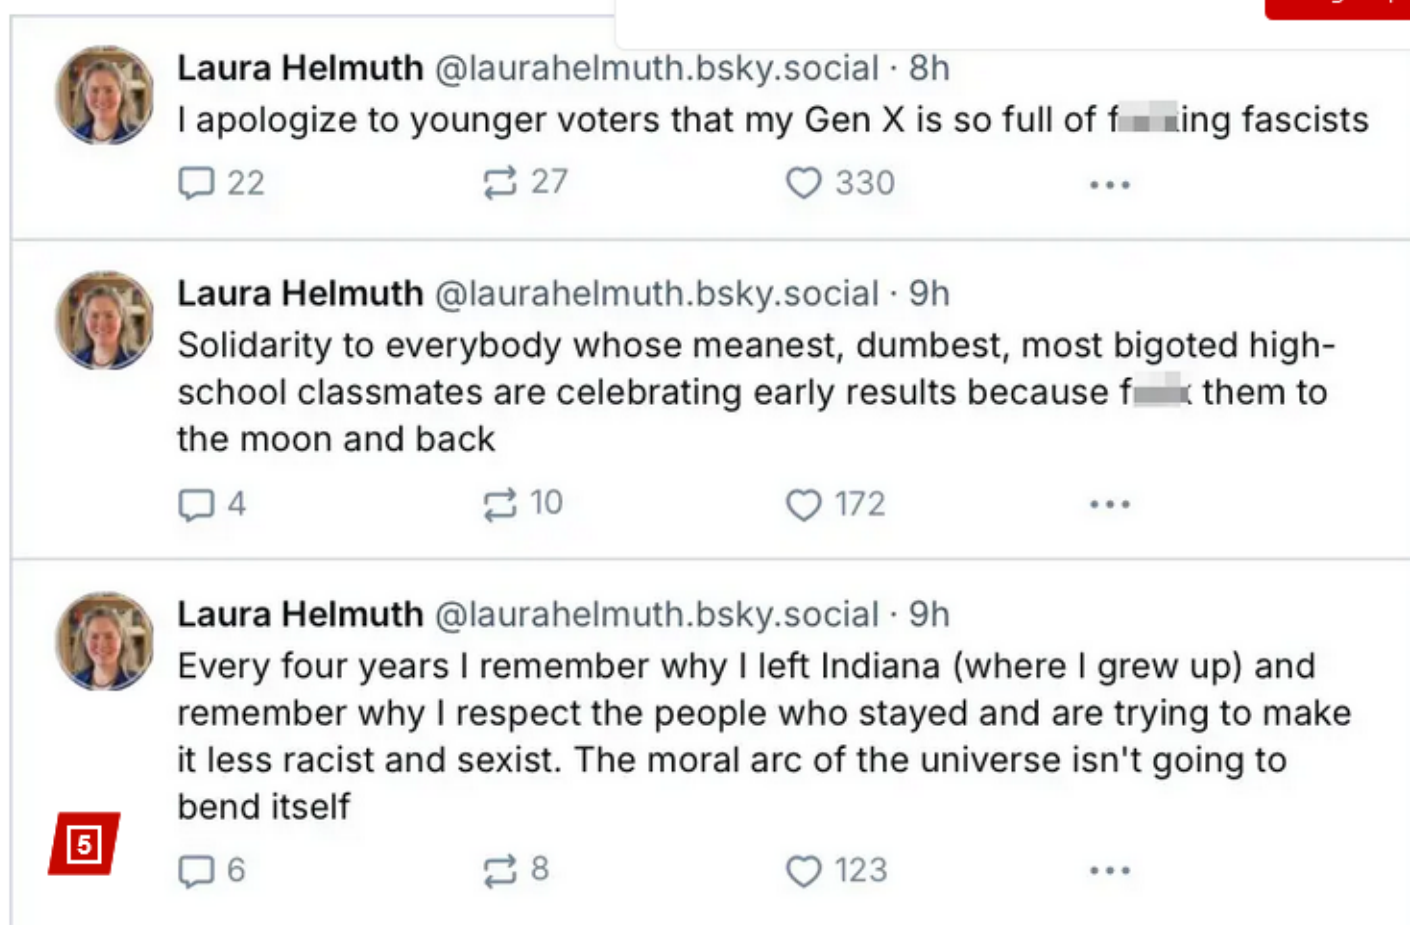 Laura Helmuth @laurahelmuth.bsky.social · 8h
I apologize to younger voters that my Gen X is so full of f ing fascists
22 27 330 ...
Laura Helmuth @laurahelmuth.bsky.social · 9h
Solidarity to everybody whose meanest, dumbest, most bigoted high-
school classmates are celebrating early results because f k them to
the moon and back
4 10 172 ...
Laura Helmuth @laurahelmuth.bsky.social · 9h
Every four years I remember why I left Indiana (where I grew up) and
remember why I respect the people who stayed and are trying to make
it less racist and sexist. The moral arc of the universe isn't going to
bend itself
5
6 8 123 ...